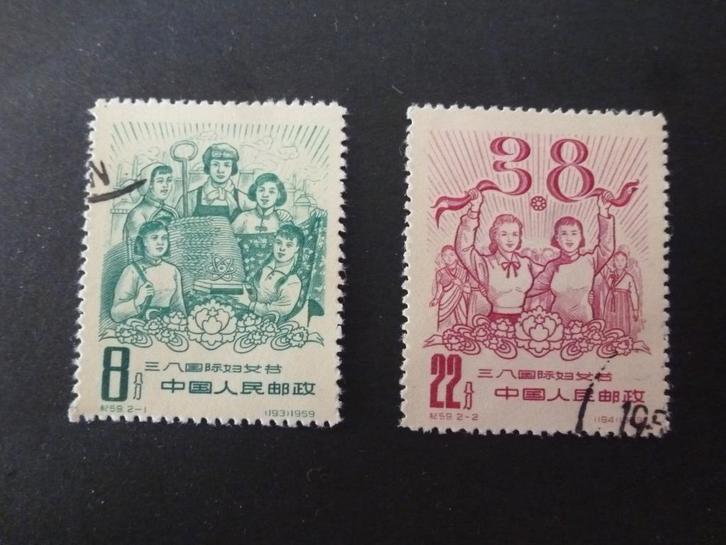 N
8分
三八国际妇女节
中国人民邮政
纪59. 2-1
(193) 1959
38
22分
三八国际妇女节
中国人民邮政
纪59. 2-2
(194)
195